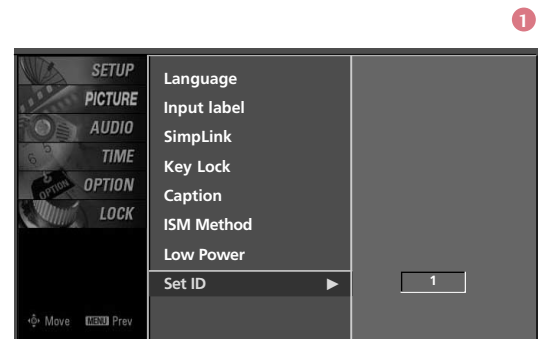 1
SETUP
PICTURE
AUDIO
TIME
OPTION
LOCK
Move MENU Prev
Language
Input label
SimpLink
Key Lock
Caption
ISM Method
Low Power
Set ID ▶
1